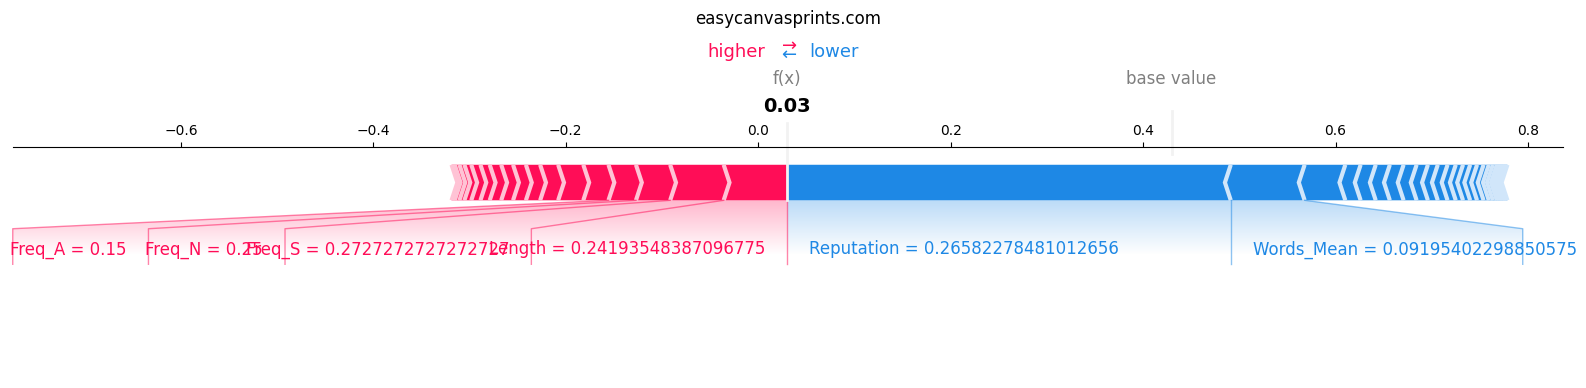 easycanvasprints.com
higher ⇄ lower
f(x) base value
0.03
−0.6 −0.4 −0.2 0.0 0.2 0.4 0.6 0.8
Freq_A = 0.15 Freq_N = 0.25 Freq_S = 0.2727272727272727 Length = 0.24193548387096775 Reputation = 0.26582278481012656 Words_Mean = 0.09195402298850575